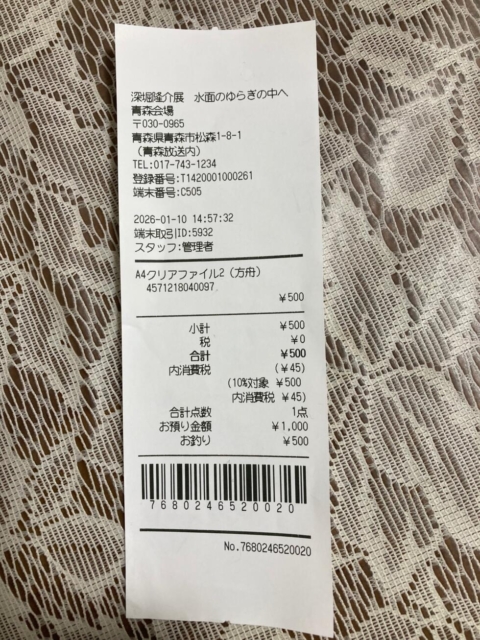 深堀隆介展　水面のゆらぎの中へ
青森会場
〒030-0965
青森県青森市松森1-8-1
（青森放送内）
TEL:017-743-1234
登録番号:T1420001000261
端末番号:C505
2026-01-10 14:57:32
端末取引ID:5932
スタッフ:管理者
A4クリアファイル2（方舟）
4571218040097
¥500
小計 ¥500
税 ¥0
合計 ¥500
内消費税 (¥45)
(10%対象 ¥500
内消費税 ¥45)
合計点数 1点
お預り金額 ¥1,000
お釣り ¥500
7680246520020
No.7680246520020